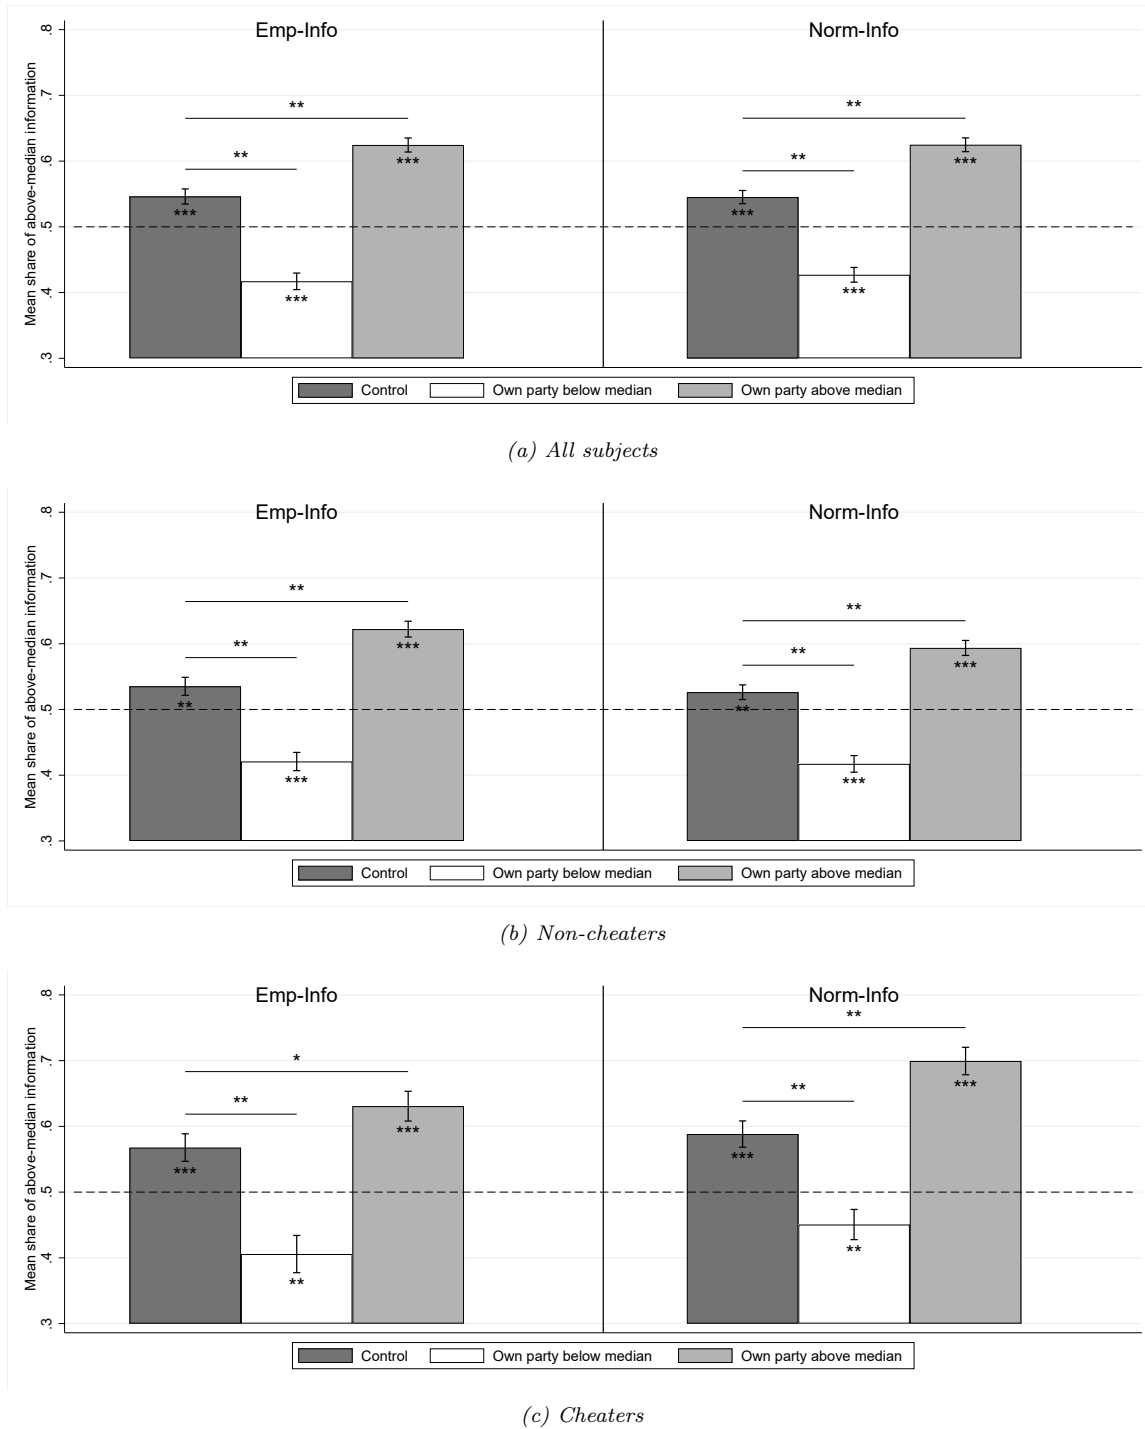 Emp-Info
Norm-Info
Mean share of above-median information
.8
.7
.6
.5
.4
.3
**
**
***
***
***
**
**
***
***
***
Control
Own party below median
Own party above median
(a) All subjects
Emp-Info
Norm-Info
Mean share of above-median information
.8
.7
.6
.5
.4
.3
**
**
**
***
***
**
**
**
***
***
Control
Own party below median
Own party above median
(b) Non-cheaters
Emp-Info
Norm-Info
Mean share of above-median information
.8
.7
.6
.5
.4
.3
*
**
***
**
***
**
**
***
**
***
Control
Own party below median
Own party above median
(c) Cheaters